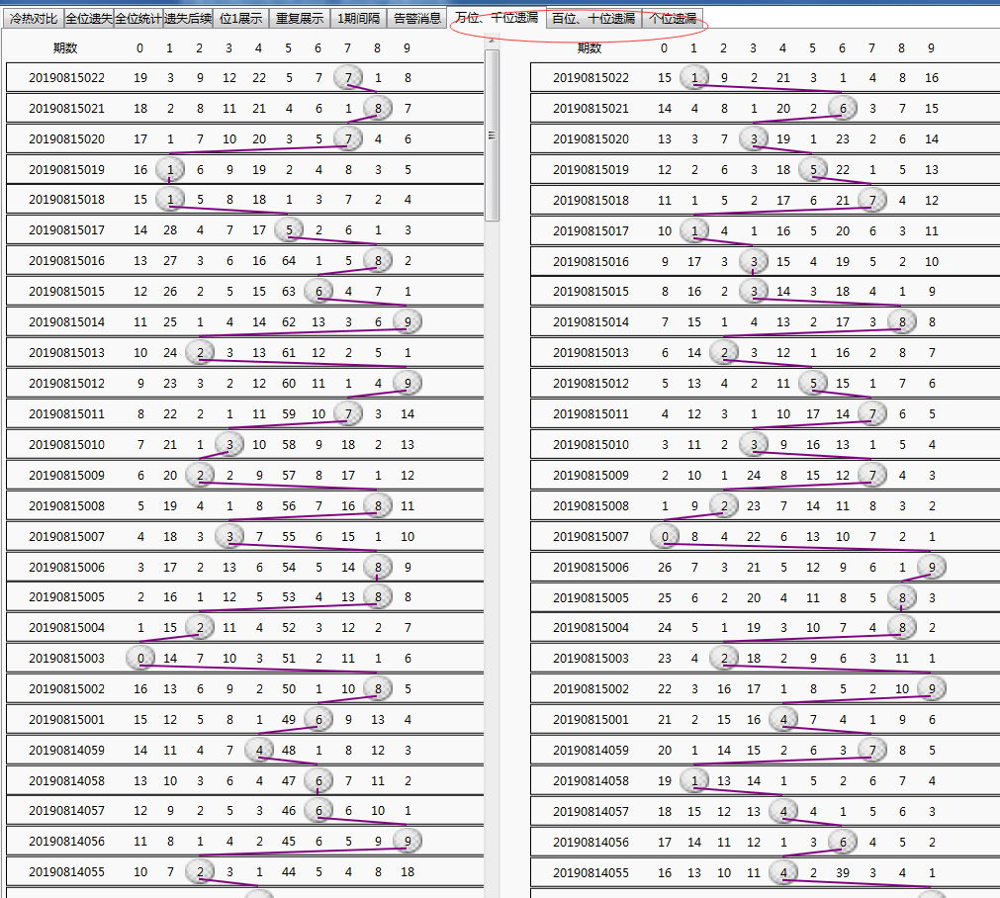 冷热对比 全位遗失 全位统计 遗失后续 位1展示 重复展示 1期间隔 告警消息 万位、千位遗漏 百位、十位遗漏 个位遗漏
期数 0 1 2 3 4 5 6 7 8 9 期数 0 1 2 3 4 5 6 7 8 9
20190815022 19 3 9 12 22 5 7 7 1 8 20190815022 15 1 9 2 21 3 1 4 8 16
20190815021 18 2 8 11 21 4 6 1 8 7 20190815021 14 4 8 1 20 2 6 3 7 15
20190815020 17 1 7 10 20 3 5 7 4 6 20190815020 13 3 7 3 19 1 23 2 6 14
20190815019 16 1 6 9 19 2 4 8 3 5 20190815019 12 2 6 3 18 5 22 1 5 13
20190815018 15 1 5 8 18 1 3 7 2 4 20190815018 11 1 5 2 17 6 21 7 4 12
20190815017 14 28 4 7 17 5 2 6 1 3 20190815017 10 1 4 1 16 5 20 6 3 11
20190815016 13 27 3 6 16 64 1 5 8 2 20190815016 9 17 3 3 15 4 19 5 2 10
20190815015 12 26 2 5 15 63 6 4 7 1 20190815015 8 16 2 3 14 3 18 4 1 9
20190815014 11 25 1 4 14 62 13 3 6 9 20190815014 7 15 1 4 13 2 17 3 8 8
20190815013 10 24 2 3 13 61 12 2 5 1 20190815013 6 14 2 3 12 1 16 2 8 7
20190815012 9 23 3 2 12 60 11 1 4 9 20190815012 5 13 4 2 11 5 15 1 7 6
20190815011 8 22 2 1 11 59 10 7 3 14 20190815011 4 12 3 1 10 17 14 7 6 5
20190815010 7 21 1 3 10 58 9 18 2 13 20190815010 3 11 2 3 9 16 13 1 5 4
20190815009 6 20 2 2 9 57 8 17 1 12 20190815009 2 10 1 24 8 15 12 7 4 3
20190815008 5 19 4 1 8 56 7 16 8 11 20190815008 1 9 2 23 7 14 11 8 3 2
20190815007 4 18 3 3 7 55 6 15 1 10 20190815007 0 8 4 22 6 13 10 7 2 1
20190815006 3 17 2 13 6 54 5 14 8 9 20190815006 26 7 3 21 5 12 9 6 1 9
20190815005 2 16 1 12 5 53 4 13 8 8 20190815005 25 6 2 20 4 11 8 5 8 3
20190815004 1 15 2 11 4 52 3 12 2 7 20190815004 24 5 1 19 3 10 7 4 8 2
20190815003 0 14 7 10 3 51 2 11 1 6 20190815003 23 4 2 18 2 9 6 3 11 1
20190815002 16 13 6 9 2 50 1 10 8 5 20190815002 22 3 16 17 1 8 5 2 10 9
20190815001 15 12 5 8 1 49 6 9 13 4 20190815001 21 2 15 16 4 7 4 1 9 6
20190814059 14 11 4 7 4 48 1 8 12 3 20190814059 20 1 14 15 2 6 3 7 8 5
20190814058 13 10 3 6 4 47 6 7 11 2 20190814058 19 1 13 14 1 5 2 6 7 4
20190814057 12 9 2 5 3 46 6 6 10 1 20190814057 18 15 12 13 4 4 1 5 6 3
20190814056 11 8 1 4 2 45 6 5 9 9 20190814056 17 14 11 12 1 3 6 4 5 2
20190814055 10 7 2 3 1 44 5 4 8 18 20190814055 16 13 10 11 4 2 39 3 4 1